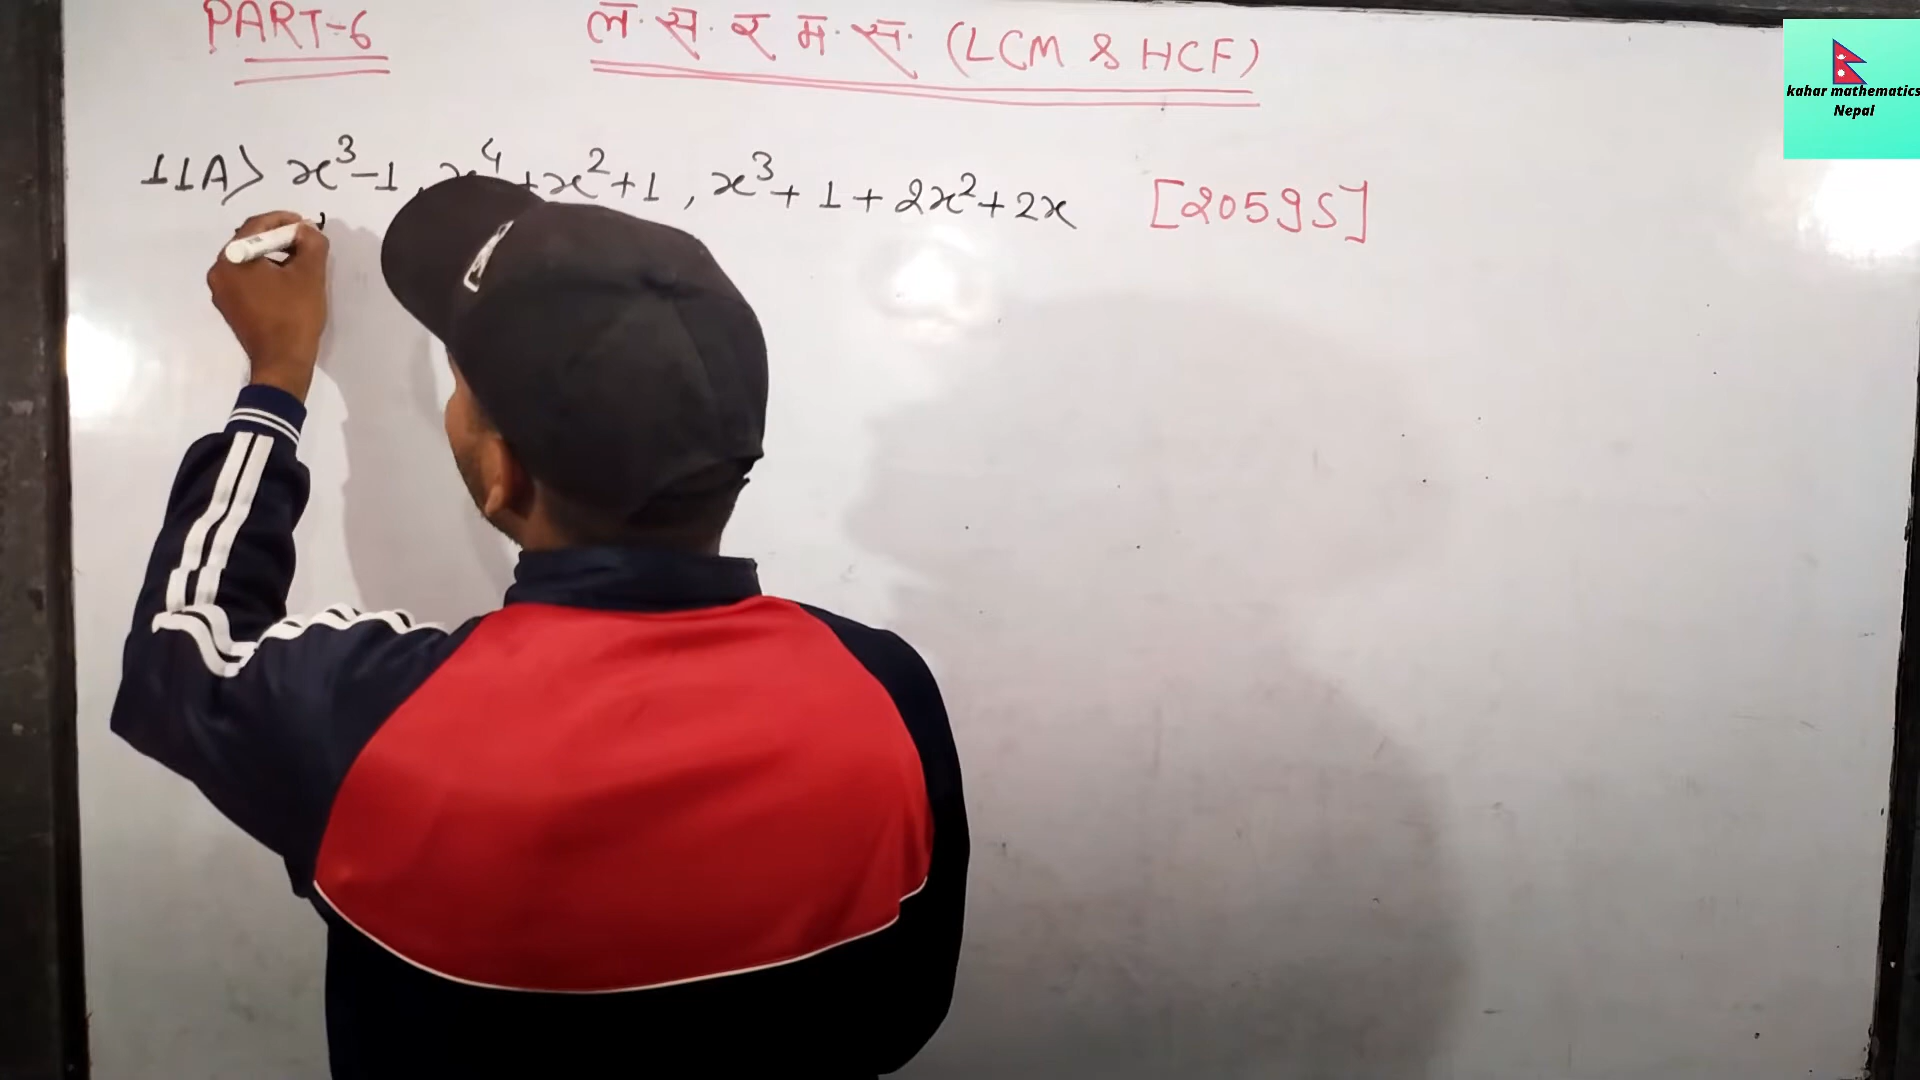 PART-6 ल. स. र म. स. (LCM & HCF)
kahar mathematics
Nepal
11A> x³-1, x⁴+x²+1, x³+1+2x²+2x [2059S]